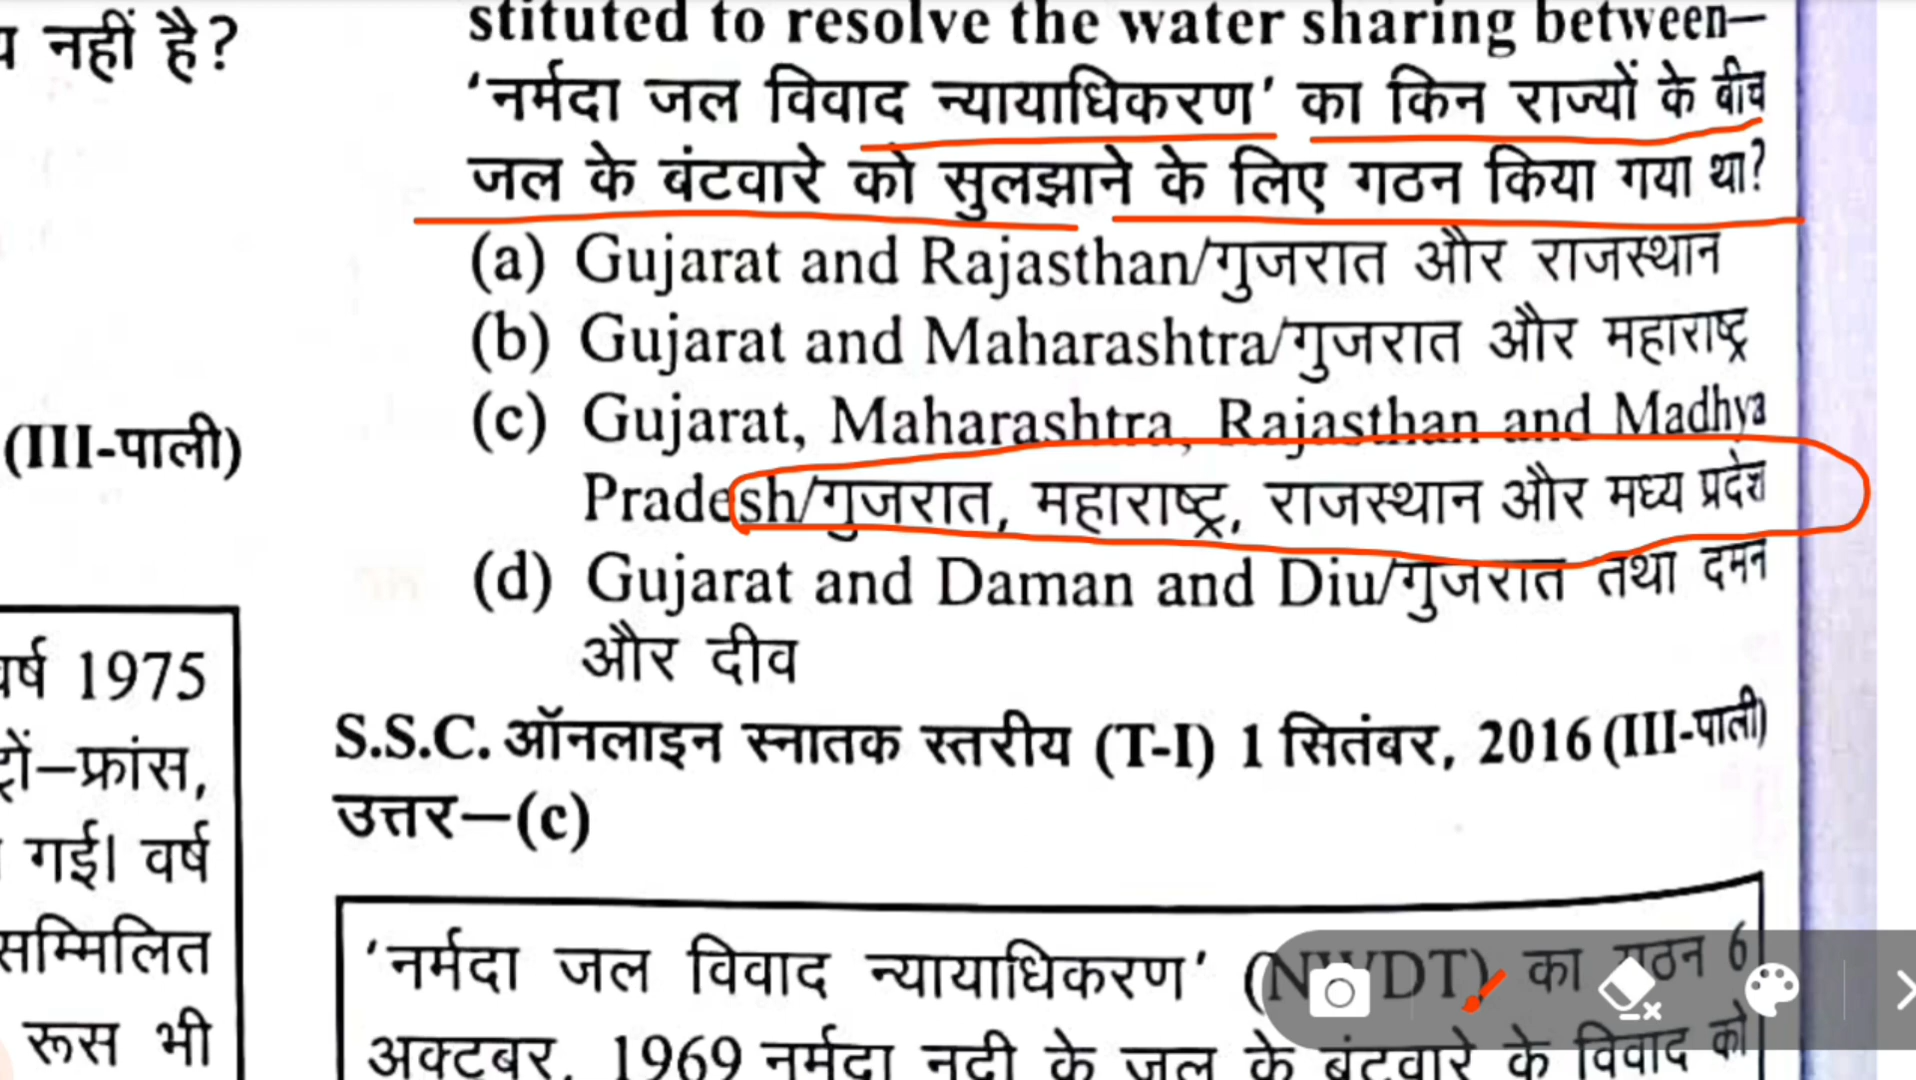 य नहीं है?
(III-पाली)
वर्ष 1975
ट्रों–फ्रांस,
गई। वर्ष
सम्मिलित
रूस भी
stituted to resolve the water sharing between–
‘नर्मदा जल विवाद न्यायाधिकरण’ का किन राज्यों के बीच
जल के बंटवारे को सुलझाने के लिए गठन किया गया था?
(a) Gujarat and Rajasthan/गुजरात और राजस्थान
(b) Gujarat and Maharashtra/गुजरात और महाराष्ट्र
(c) Gujarat, Maharashtra, Rajasthan and Madhya
Pradesh/गुजरात, महाराष्ट्र, राजस्थान और मध्य प्रदेश
(d) Gujarat and Daman and Diu/गुजरात तथा दमन
और दीव
S.S.C. ऑनलाइन स्नातक स्तरीय (T-I) 1 सितंबर, 2016 (III-पाली)
उत्तर–(c)
‘नर्मदा जल विवाद न्यायाधिकरण’ (NWDT) का गठन 6
अक्टूबर, 1969 नर्मदा नदी के जल के बंटवारे के विवाद को